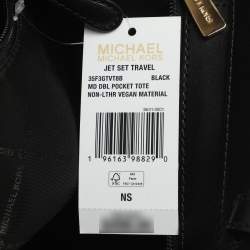 MICHAEL
MICHAEL KORS
JET SET TRAVEL
35F3GTVT8B BLACK
MD DBL POCKET TOTE
NON-LTHR VEGAN MATERIAL
1 96163 98829 0
FSC
NS